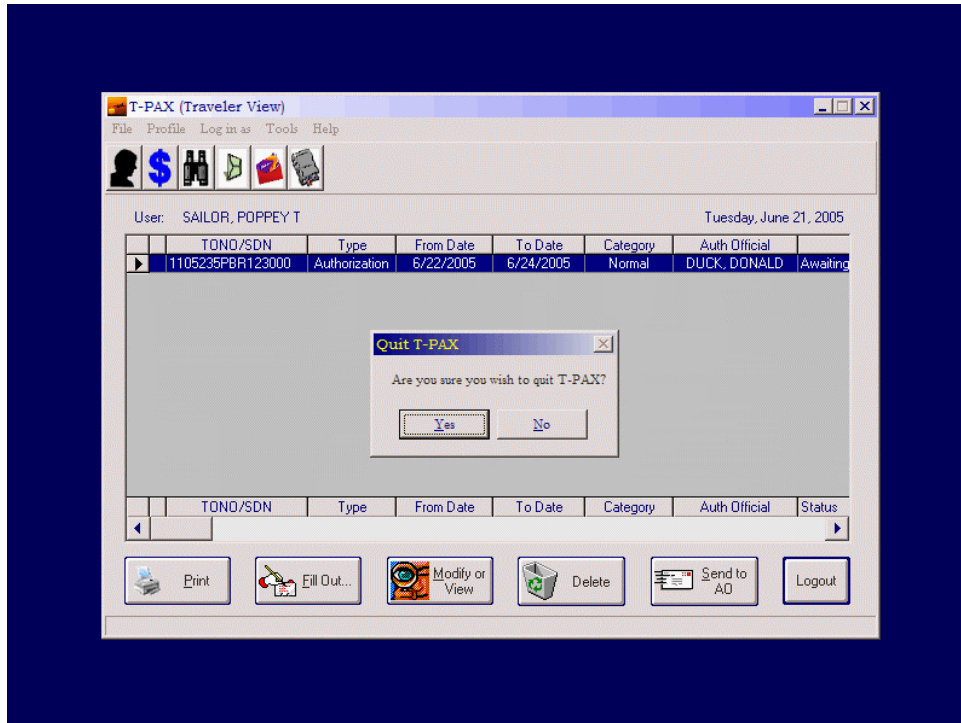 T-PAX (Traveler View)
File Profile Log in as Tools Help
User: SAILOR, POPPEY T Tuesday, June 21, 2005
TONO/SDN Type From Date To Date Category Auth Official
1105235PBR123000 Authorization 6/22/2005 6/24/2005 Normal DUCK, DONALD Awaiting
Quit T-PAX
Are you sure you wish to quit T-PAX?
Yes No
TONO/SDN Type From Date To Date Category Auth Official Status
Print Fill Out... Modify or View Delete Send to AO Logout